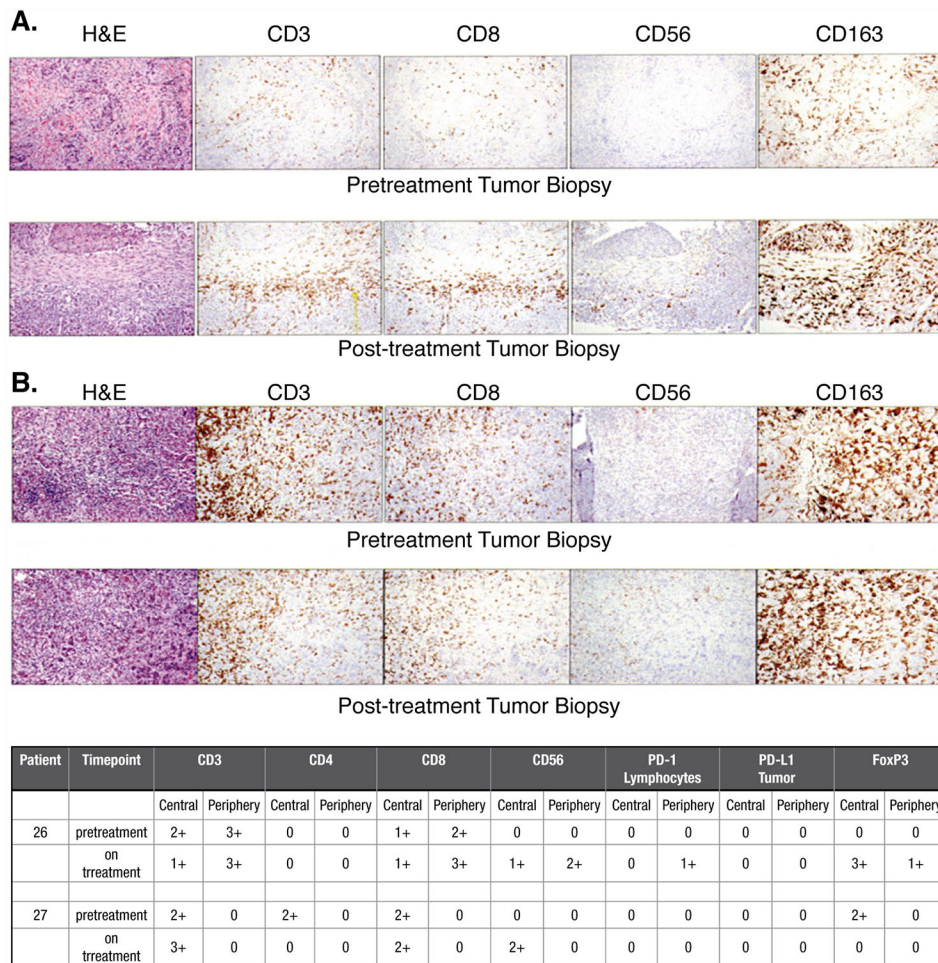 A.
H&E CD3 CD8 CD56 CD163
Pretreatment Tumor Biopsy
Post-treatment Tumor Biopsy
B.
H&E CD3 CD8 CD56 CD163
Pretreatment Tumor Biopsy
Post-treatment Tumor Biopsy
Patient Timepoint CD3 CD4 CD8 CD56 PD-1 Lymphocytes PD-L1 Tumor FoxP3
Central Periphery Central Periphery Central Periphery Central Periphery Central Periphery Central Periphery Central Periphery
26 pretreatment 2+ 3+ 0 0 1+ 2+ 0 0 0 0 0 0 0 0
on trreatment 1+ 3+ 0 0 1+ 3+ 1+ 2+ 0 1+ 0 0 3+ 1+
27 pretreatment 2+ 0 2+ 0 2+ 0 0 0 0 0 0 0 2+ 0
on trreatment 3+ 0 0 0 2+ 0 2+ 0 0 0 0 0 0 0